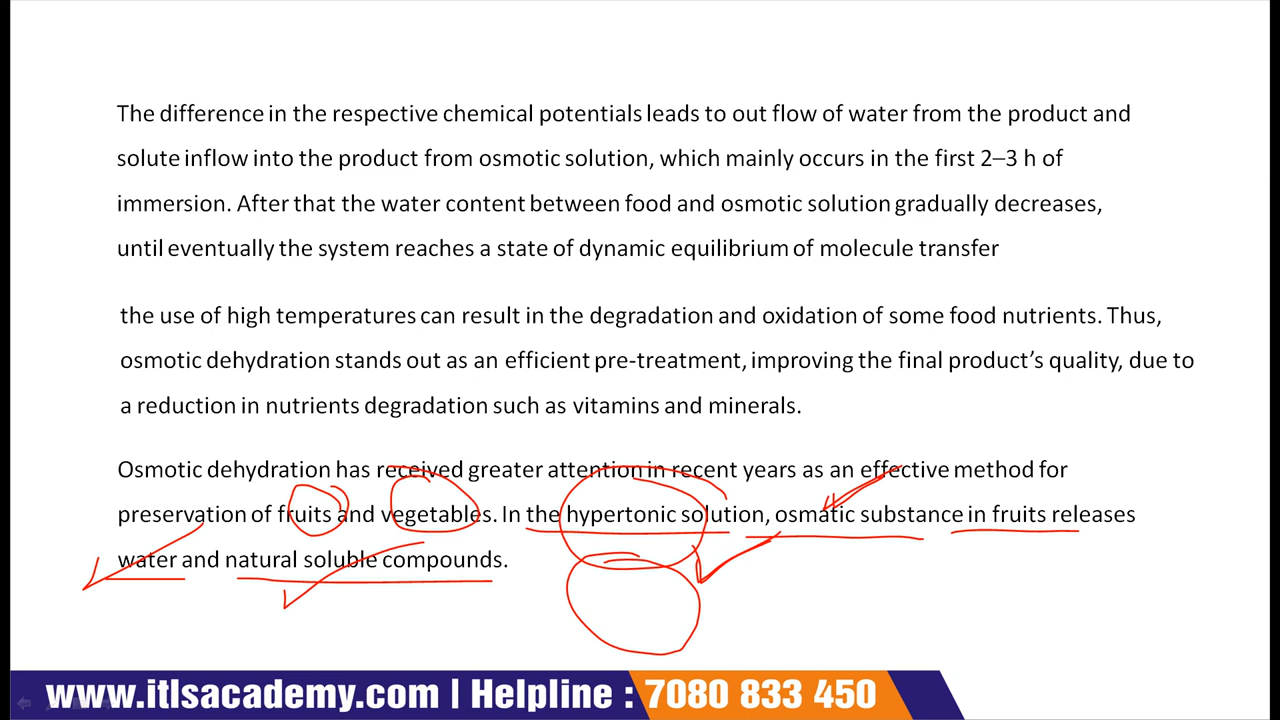 The difference in the respective chemical potentials leads to out flow of water from the product and
solute inflow into the product from osmotic solution, which mainly occurs in the first 2–3 h of
immersion. After that the water content between food and osmotic solution gradually decreases,
until eventually the system reaches a state of dynamic equilibrium of molecule transfer
the use of high temperatures can result in the degradation and oxidation of some food nutrients. Thus,
osmotic dehydration stands out as an efficient pre-treatment, improving the final product’s quality, due to
a reduction in nutrients degradation such as vitamins and minerals.
Osmotic dehydration has received greater attention in recent years as an effective method for
preservation of fruits and vegetables. In the hypertonic solution, osmatic substance in fruits releases
water and natural soluble compounds.
www.itlsacademy.com | Helpline : 7080 833 450